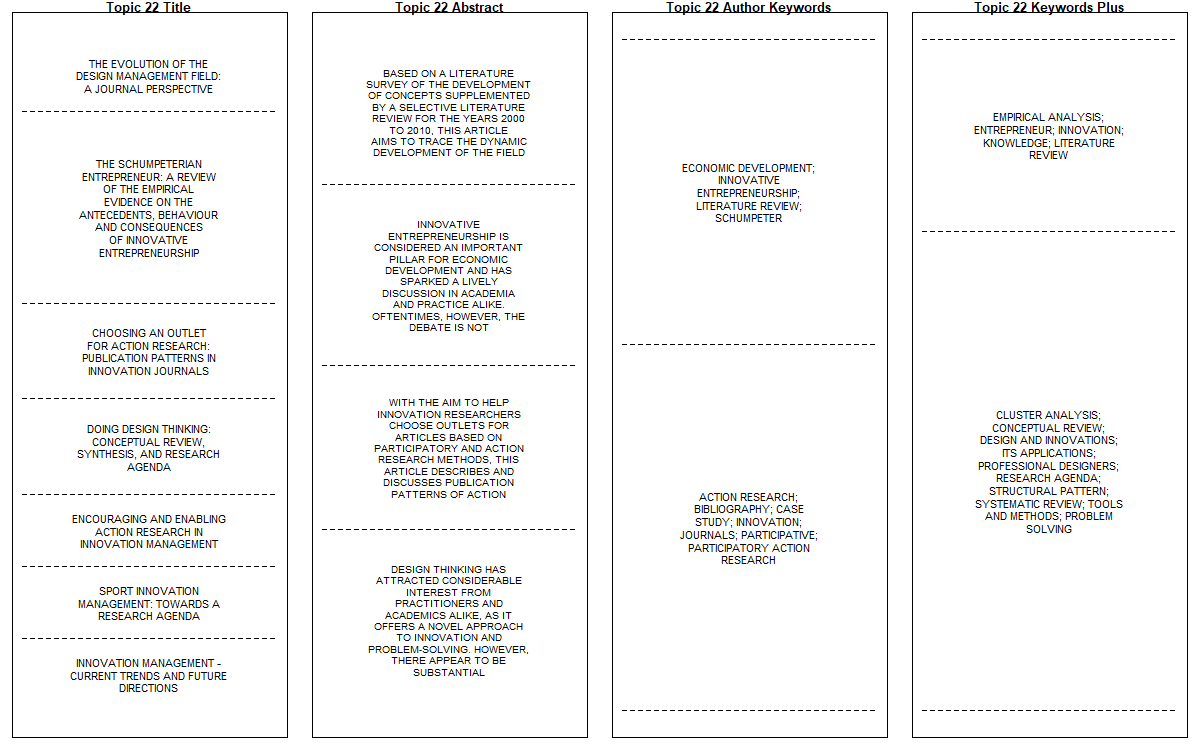 Topic 22 Title
THE EVOLUTION OF THE
DESIGN MANAGEMENT FIELD:
A JOURNAL PERSPECTIVE
THE SCHUMPETERIAN
ENTREPRENEUR: A REVIEW
OF THE EMPIRICAL
EVIDENCE ON THE
ANTECEDENTS, BEHAVIOUR
AND CONSEQUENCES
OF INNOVATIVE
ENTREPRENEURSHIP
CHOOSING AN OUTLET
FOR ACTION RESEARCH:
PUBLICATION PATTERNS IN
INNOVATION JOURNALS
DOING DESIGN THINKING:
CONCEPTUAL REVIEW,
SYNTHESIS, AND RESEARCH
AGENDA
ENCOURAGING AND ENABLING
ACTION RESEARCH IN
INNOVATION MANAGEMENT
SPORT INNOVATION
MANAGEMENT: TOWARDS A
RESEARCH AGENDA
INNOVATION MANAGEMENT -
CURRENT TRENDS AND FUTURE
DIRECTIONS
Topic 22 Abstract
BASED ON A LITERATURE
SURVEY OF THE DEVELOPMENT
OF CONCEPTS SUPPLEMENTED
BY A SELECTIVE LITERATURE
REVIEW FOR THE YEARS 2000
TO 2010, THIS ARTICLE
AIMS TO TRACE THE DYNAMIC
DEVELOPMENT OF THE FIELD
INNOVATIVE
ENTREPRENEURSHIP IS
CONSIDERED AN IMPORTANT
PILLAR FOR ECONOMIC
DEVELOPMENT AND HAS
SPARKED A LIVELY
DISCUSSION IN ACADEMIA
AND PRACTICE ALIKE.
OFTENTIMES, HOWEVER, THE
DEBATE IS NOT
WITH THE AIM TO HELP
INNOVATION RESEARCHERS
CHOOSE OUTLETS FOR
ARTICLES BASED ON
PARTICIPATORY AND ACTION
RESEARCH METHODS, THIS
ARTICLE DESCRIBES AND
DISCUSSES PUBLICATION
PATTERNS OF ACTION
DESIGN THINKING HAS
ATTRACTED CONSIDERABLE
INTEREST FROM
PRACTITIONERS AND
ACADEMICS ALIKE, AS IT
OFFERS A NOVEL APPROACH
TO INNOVATION AND
PROBLEM-SOLVING. HOWEVER,
THERE APPEAR TO BE
SUBSTANTIAL
Topic 22 Author Keywords
ECONOMIC DEVELOPMENT;
INNOVATIVE
ENTREPRENEURSHIP;
LITERATURE REVIEW;
SCHUMPETER
ACTION RESEARCH;
BIBLIOGRAPHY; CASE
STUDY; INNOVATION;
JOURNALS; PARTICIPATIVE;
PARTICIPATORY ACTION
RESEARCH
Topic 22 Keywords Plus
EMPIRICAL ANALYSIS;
ENTREPRENEUR; INNOVATION;
KNOWLEDGE; LITERATURE
REVIEW
CLUSTER ANALYSIS;
CONCEPTUAL REVIEW;
DESIGN AND INNOVATIONS;
ITS APPLICATIONS;
PROFESSIONAL DESIGNERS;
RESEARCH AGENDA;
STRUCTURAL PATTERN;
SYSTEMATIC REVIEW; TOOLS
AND METHODS; PROBLEM
SOLVING